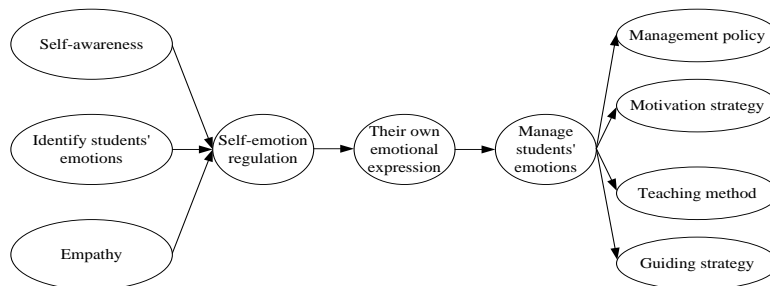 Self-awareness
Identify students'
emotions
Empathy
Self-emotion
regulation
Their own
emotional
expression
Manage
students'
emotions
Management policy
Motivation strategy
Teaching method
Guiding strategy